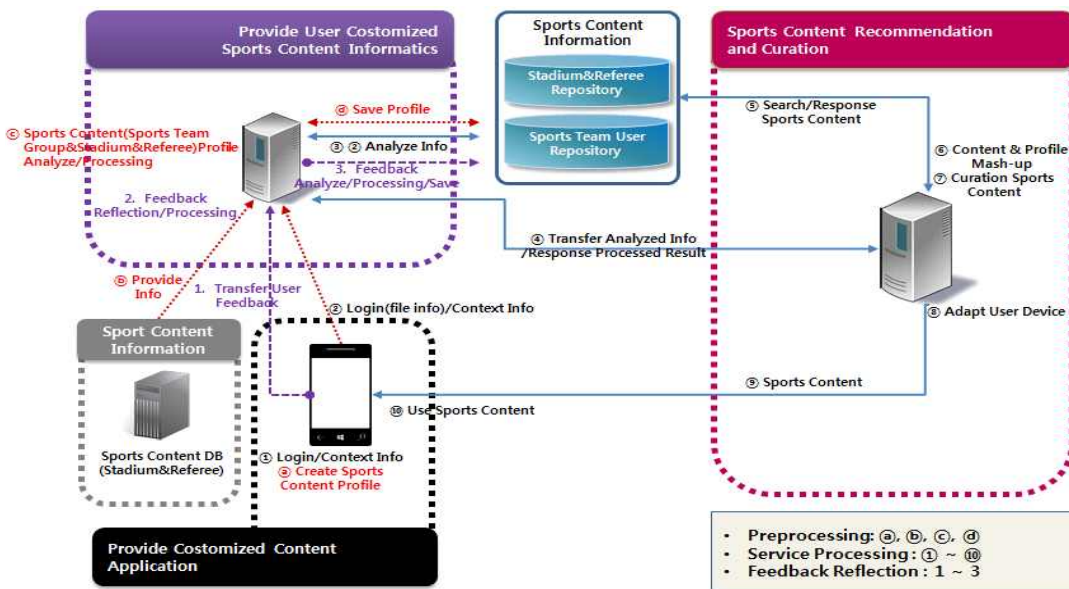 Provide User Costomized
Sports Content Informatics
Sports Content
Information
Stadium&Referee
Repository
Sports Team User
Repository
Sports Content Recommendation
and Curation
ⓓ Save Profile
③ ② Analyze Info
3. Feedback
Analyze/Processing/Save
ⓒ Sports Content(Sports Team
Group&Stadium&Referee)Profile
Analyze/Processing
2. Feedback
Reflection/Processing
⑤ Search/Response
Sports Content
⑥ Content & Profile
Mash-up
⑦ Curation Sports
Content
④ Transfer Analyzed Info
/Response Processed Result
ⓑ Provide
Info
1. Transfer User
Feedback
② Login(file info)/Context Info
⑧ Adapt User Device
Sport Content
Information
Sports Content DB
(Stadium&Referee)
⑨ Sports Content
⑩ Use Sports Content
① Login/Context Info
ⓐ Create Sports
Content Profile
Provide Costomized Content
Application
• Preprocessing: ⓐ, ⓑ, ⓒ, ⓓ
• Service Processing : ① ~ ⑩
• Feedback Reflection : 1 ~ 3